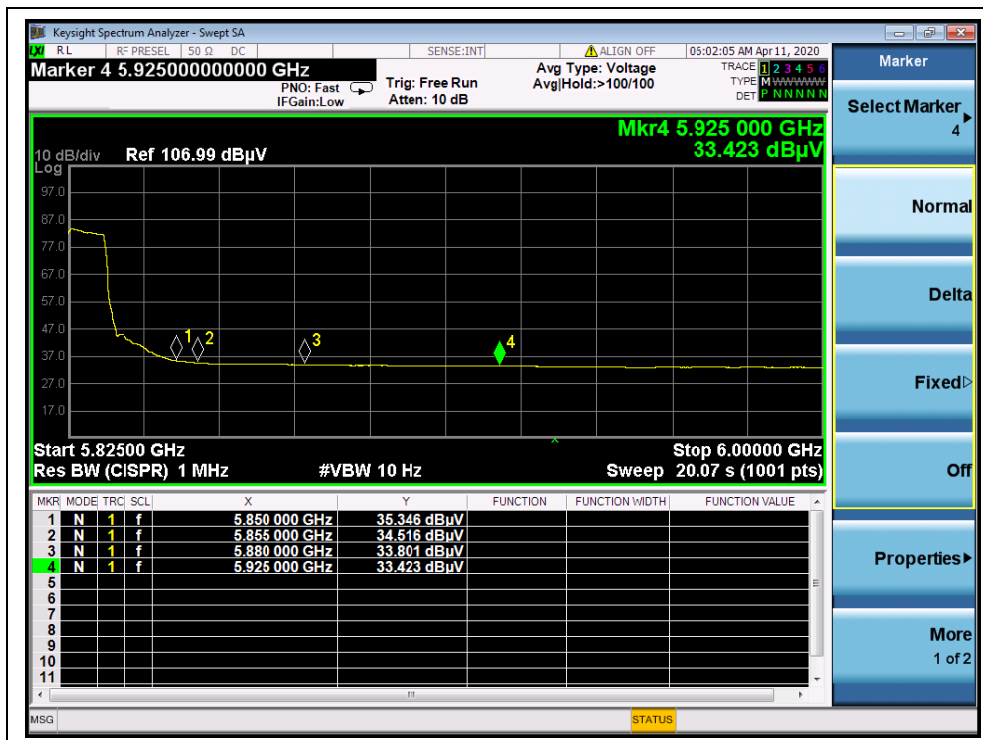 Keysight Spectrum Analyzer - Swept SA
LXI RL RF PRESEL 50 Ω DC SENSE:INT ALIGN OFF 05:02:05 AM Apr 11, 2020
Marker 4 5.925000000000 GHz
PNO: Fast
IFGain:Low
Trig: Free Run
Atten: 10 dB
Avg Type: Voltage
Avg|Hold:>100/100
TRACE 1 2 3 4 5 6
TYPE M WWWWW
DET P N N N N N
Mkr4 5.925 000 GHz
33.423 dBµV
10 dB/div Ref 106.99 dBµV
Log
97.0
87.0
77.0
67.0
57.0
47.0
37.0
27.0
17.0
1 2 3 4
Start 5.82500 GHz Stop 6.00000 GHz
Res BW (CISPR) 1 MHz #VBW 10 Hz Sweep 20.07 s (1001 pts)
MKR MODE TRC SCL X Y FUNCTION FUNCTION WIDTH FUNCTION VALUE
1 N 1 f 5.850 000 GHz 35.346 dBµV
2 N 1 f 5.855 000 GHz 34.516 dBµV
3 N 1 f 5.880 000 GHz 33.801 dBµV
4 N 1 f 5.925 000 GHz 33.423 dBµV
5
6
7
8
9
10
11
MSG STATUS
Marker
Select Marker
4
Normal
Delta
Fixed
Off
Properties
More
1 of 2